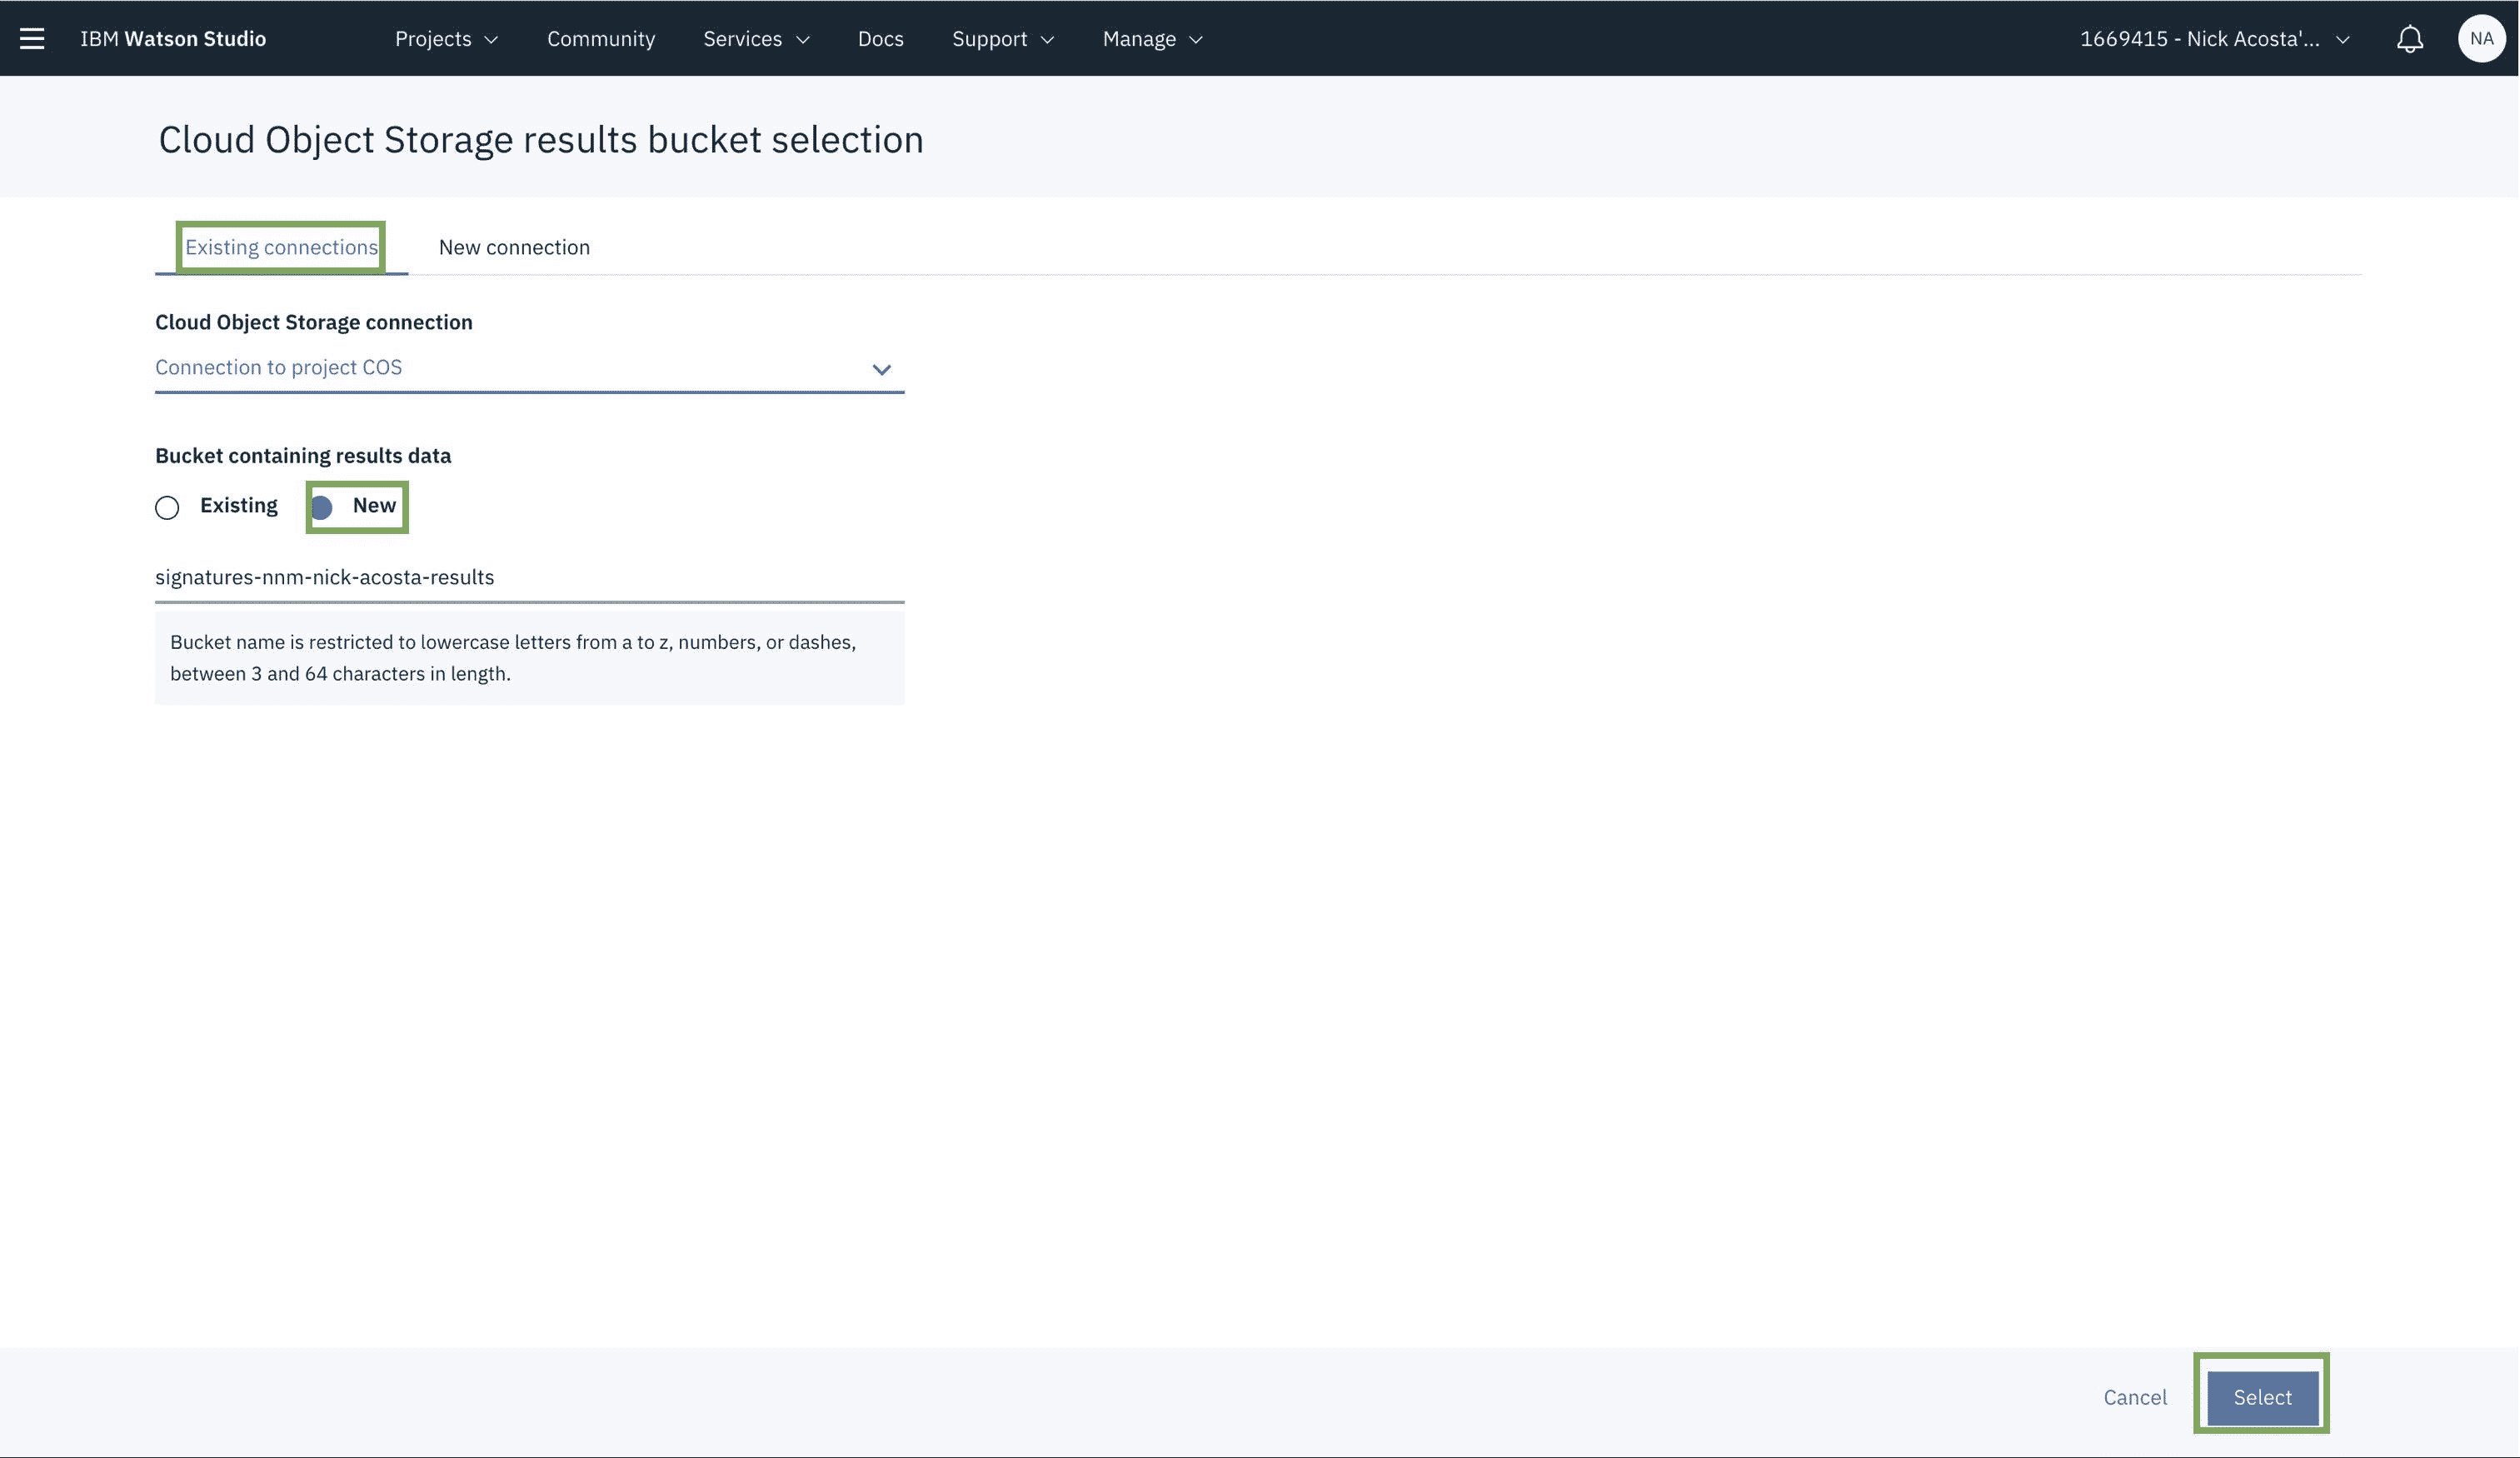 IBM Watson Studio Projects Community Services Docs Support Manage 1669415 - Nick Acosta'... NA
Cloud Object Storage results bucket selection
Existing connections New connection
Cloud Object Storage connection
Connection to project COS
Bucket containing results data
Existing New
signatures-nnm-nick-acosta-results
Bucket name is restricted to lowercase letters from a to z, numbers, or dashes,
between 3 and 64 characters in length.
Cancel Select